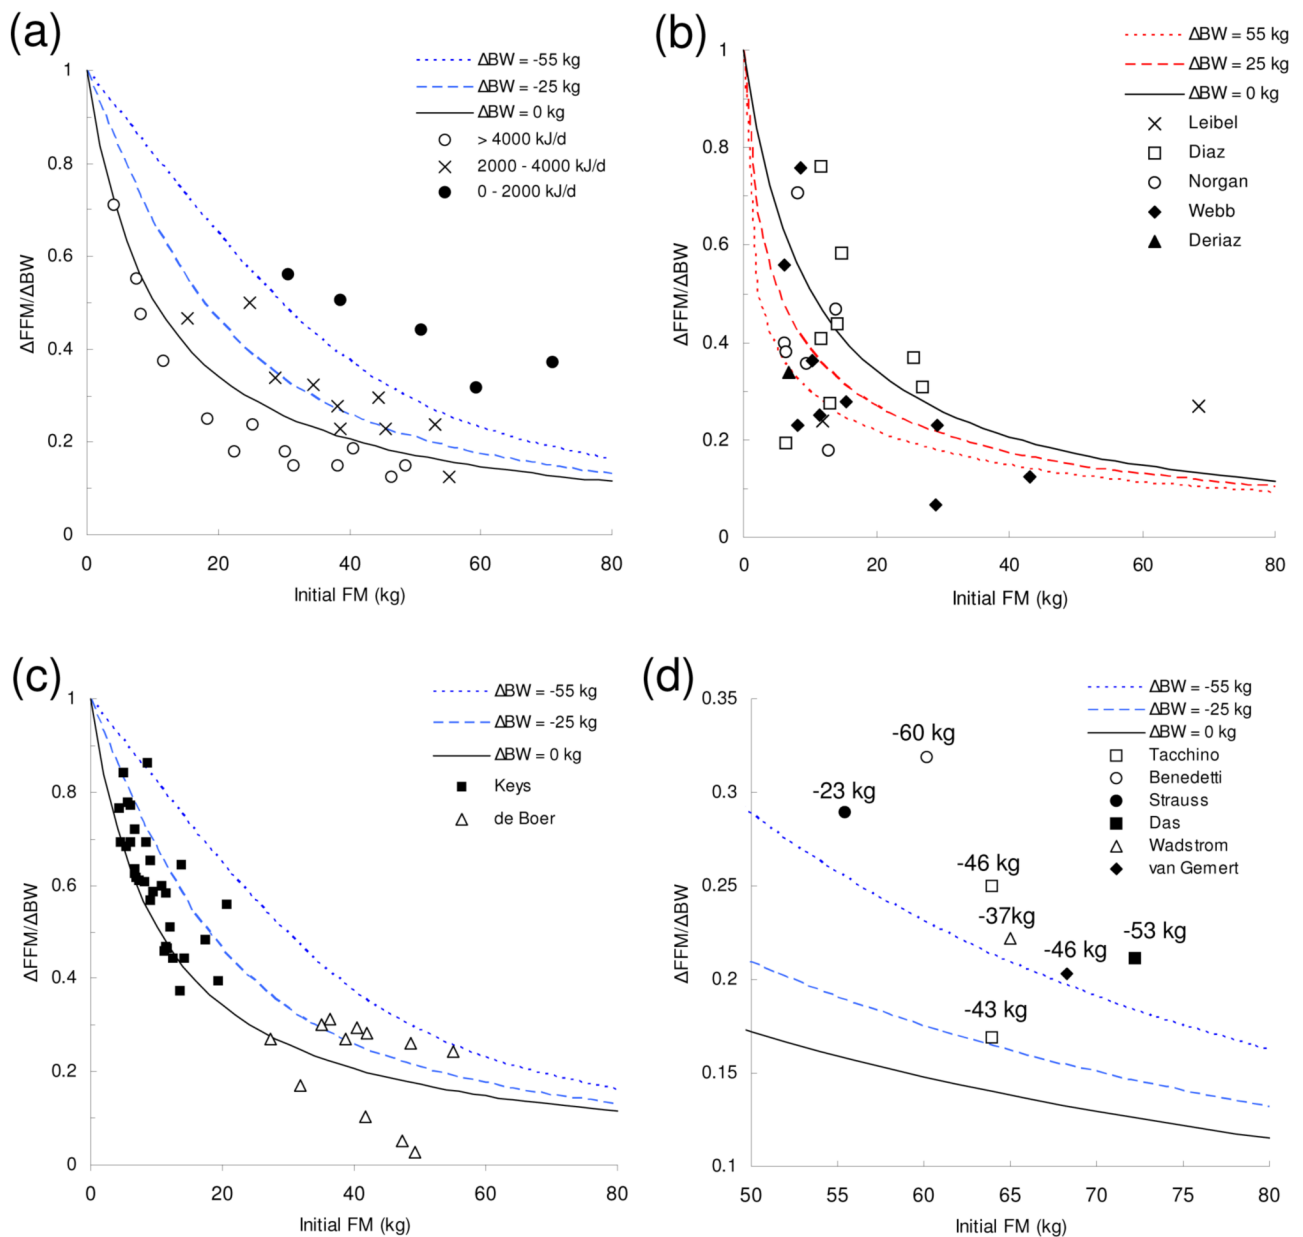 (a)
ΔBW = -55 kg
ΔBW = -25 kg
ΔBW = 0 kg
> 4000 kJ/d
2000 - 4000 kJ/d
0 - 2000 kJ/d
1
0.8
0.6
0.4
0.2
0
ΔFFM/ΔBW
0 20 40 60 80
Initial FM (kg)
(b)
ΔBW = 55 kg
ΔBW = 25 kg
ΔBW = 0 kg
Leibel
Diaz
Norgan
Webb
Deriaz
1
0.8
0.6
0.4
0.2
0
ΔFFM/ΔBW
0 20 40 60 80
Initial FM (kg)
(c)
ΔBW = -55 kg
ΔBW = -25 kg
ΔBW = 0 kg
Keys
de Boer
1
0.8
0.6
0.4
0.2
0
ΔFFM/ΔBW
0 20 40 60 80
Initial FM (kg)
(d)
ΔBW = -55 kg
ΔBW = -25 kg
ΔBW = 0 kg
Tacchino
Benedetti
Strauss
Das
Wadstrom
van Gemert
-60 kg
-23 kg
-46 kg
-37kg
-46 kg
-53 kg
-43 kg
0.35
0.3
0.25
0.2
0.15
0.1
ΔFFM/ΔBW
50 55 60 65 70 75 80
Initial FM (kg)